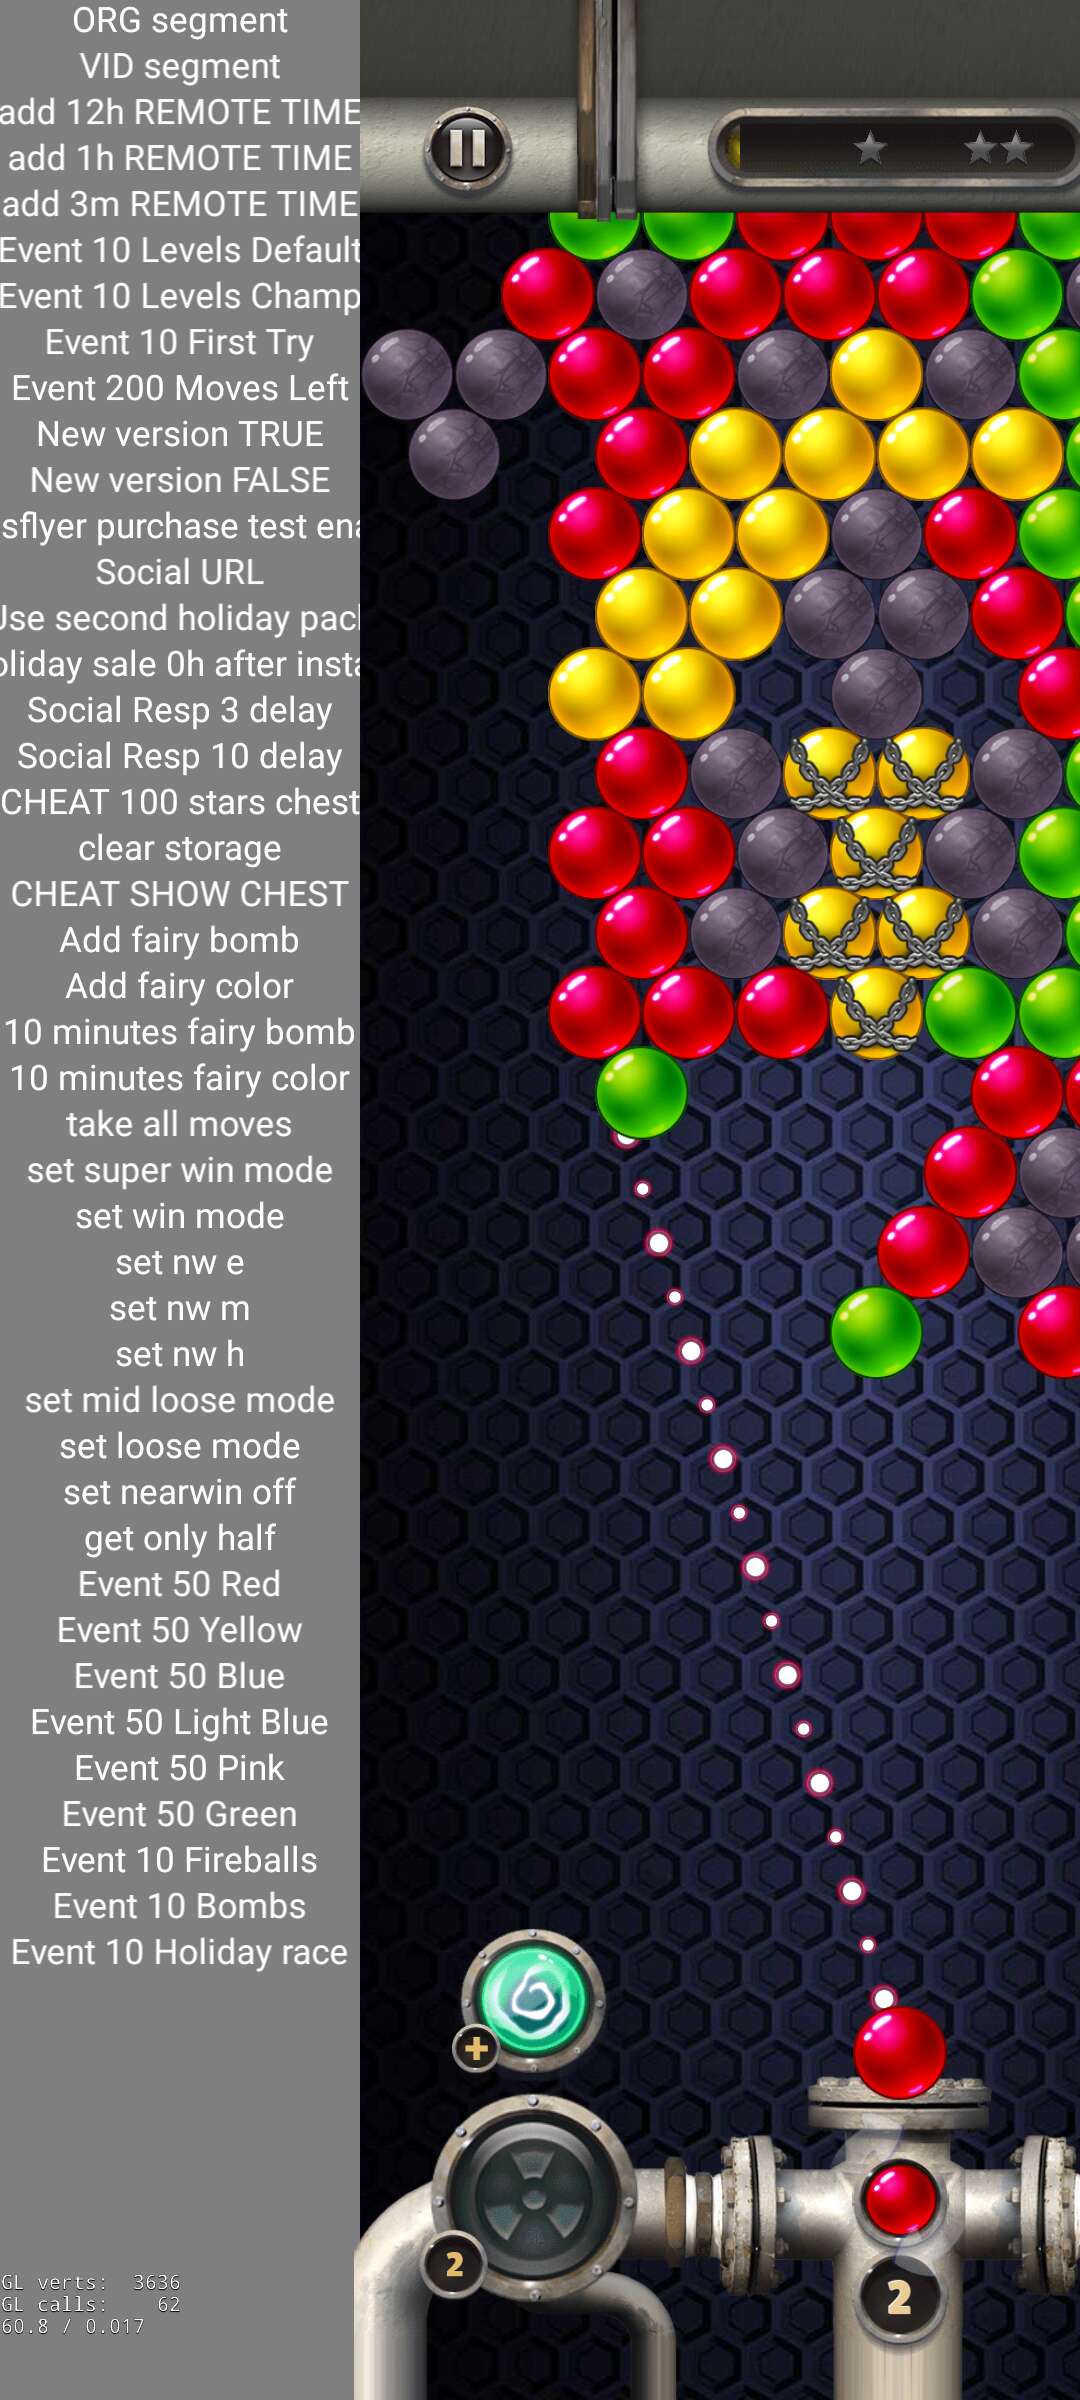 ORG segment
VID segment
add 12h REMOTE TIME
add 1h REMOTE TIME
add 3m REMOTE TIME
Event 10 Levels Default
Event 10 Levels Champ
Event 10 First Try
Event 200 Moves Left
New version TRUE
New version FALSE
sflyer purchase test ena
Social URL
Use second holiday pack
oliday sale 0h after insta
Social Resp 3 delay
Social Resp 10 delay
CHEAT 100 stars chest
clear storage
CHEAT SHOW CHEST
Add fairy bomb
Add fairy color
10 minutes fairy bomb
10 minutes fairy color
take all moves
set super win mode
set win mode
set nw e
set nw m
set nw h
set mid loose mode
set loose mode
set nearwin off
get only half
Event 50 Red
Event 50 Yellow
Event 50 Blue
Event 50 Light Blue
Event 50 Pink
Event 50 Green
Event 10 Fireballs
Event 10 Bombs
Event 10 Holiday race
2
2
GL verts: 3636
GL calls: 62
60.8 / 0.017